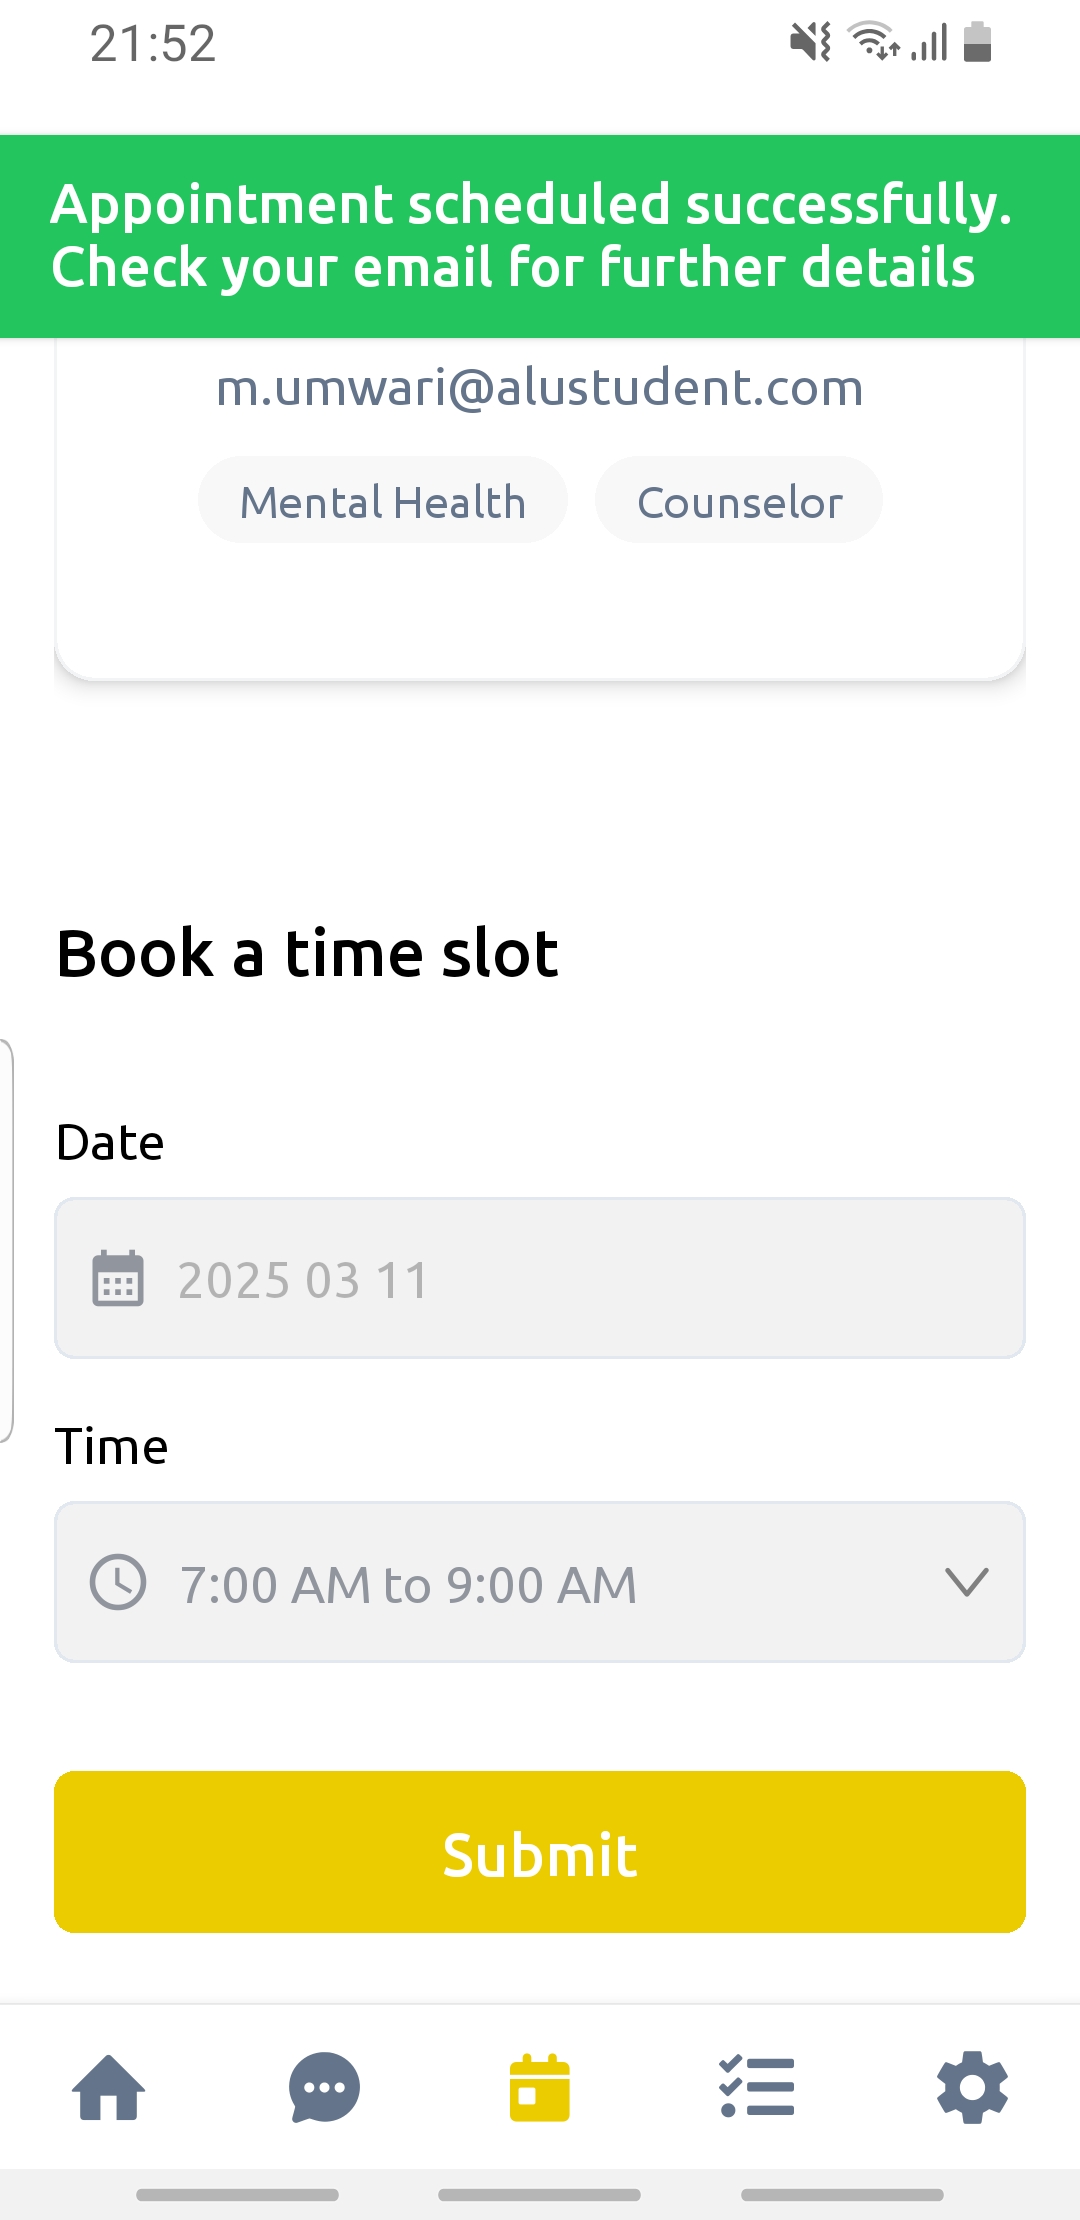 21:52
Appointment scheduled successfully.
Check your email for further details
m.umwari@alustudent.com
Mental Health
Counselor
Book a time slot
Date
2025 03 11
Time
7:00 AM to 9:00 AM
Submit